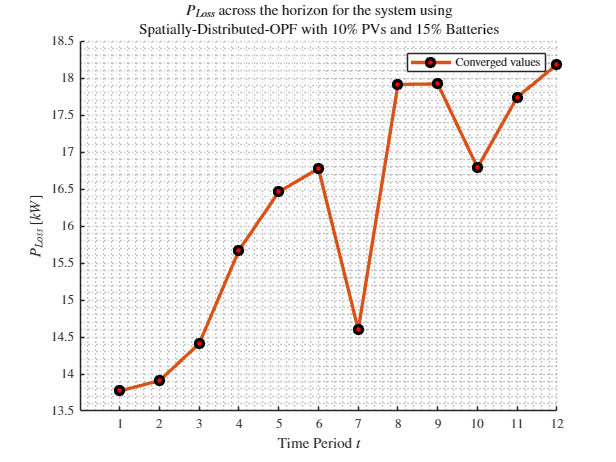 P_Loss across the horizon for the system using
Spatially-Distributed-OPF with 10% PVs and 15% Batteries
Converged values
18.5
18
17.5
17
16.5
16
15.5
15
14.5
14
13.5
P_Loss [kW]
1 2 3 4 5 6 7 8 9 10 11 12
Time Period t